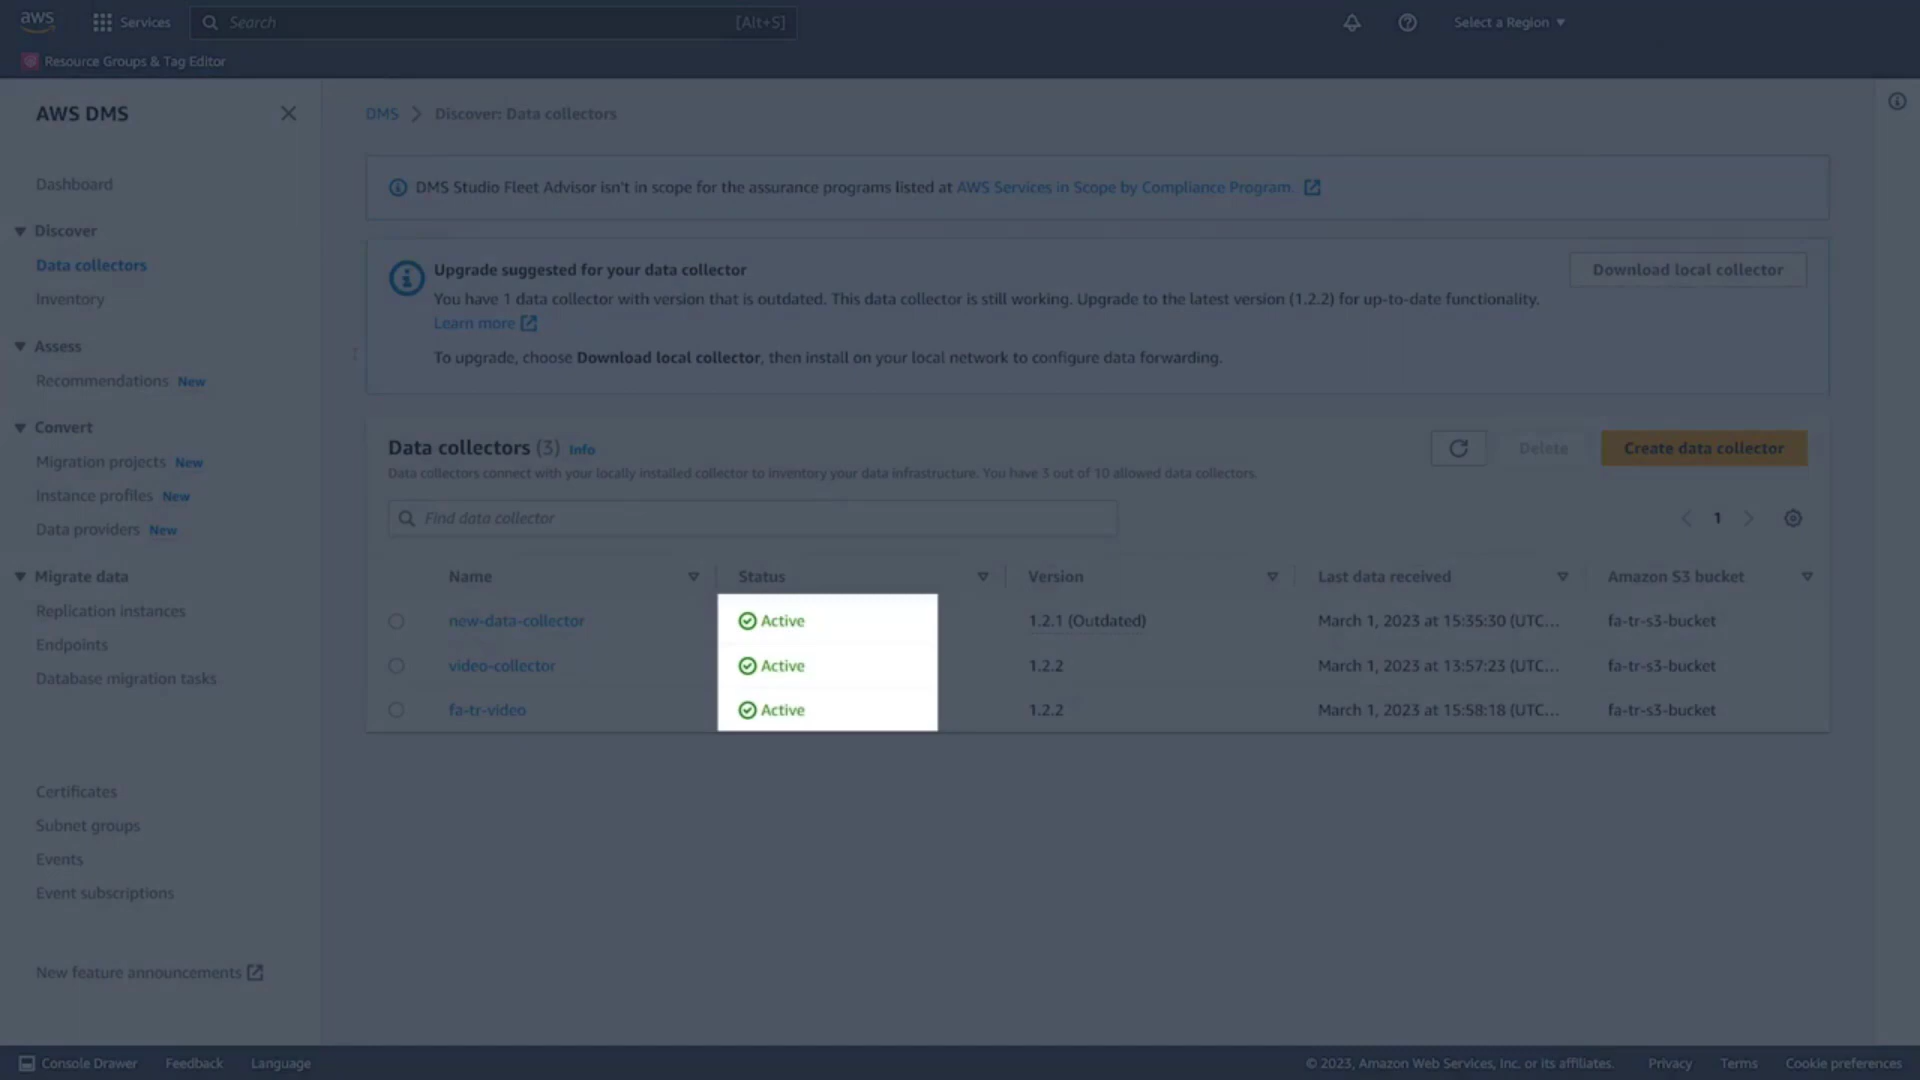 aws
Services
Search
[Alt+S]
Select a Region
Resource Groups & Tag Editor
AWS DMS
Dashboard
Discover
Data collectors
Inventory
Assess
Recommendations New
Convert
Migration projects New
Instance profiles New
Data providers New
Migrate data
Replication instances
Endpoints
Database migration tasks
Certificates
Subnet groups
Events
Event subscriptions
New feature announcements
DMS
Discover: Data collectors
DMS Studio Fleet Advisor isn't in scope for the assurance programs listed at AWS Services in Scope by Compliance Program.
Upgrade suggested for your data collector
Download local collector
You have 1 data collector with version that is outdated. This data collector is still working. Upgrade to the latest version (1.2.2) for up-to-date functionality.
Learn more
To upgrade, choose Download local collector, then install on your local network to configure data forwarding.
Data collectors (3) Info
Delete
Create data collector
Data collectors connect with your locally installed collector to inventory your data infrastructure. You have 3 out of 10 allowed data collectors.
Find data collector
1
Name Status Version Last data received Amazon S3 bucket
new-data-collector Active 1.2.1 (Outdated) March 1, 2023 at 15:35:30 (UTC... fa-tr-s3-bucket
video-collector Active 1.2.2 March 1, 2023 at 13:57:23 (UTC... fa-tr-s3-bucket
fa-tr-video Active 1.2.2 March 1, 2023 at 15:58:18 (UTC... fa-tr-s3-bucket
Console Drawer Feedback Language
© 2023, Amazon Web Services, Inc. or its affiliates. Privacy Terms Cookie preferences